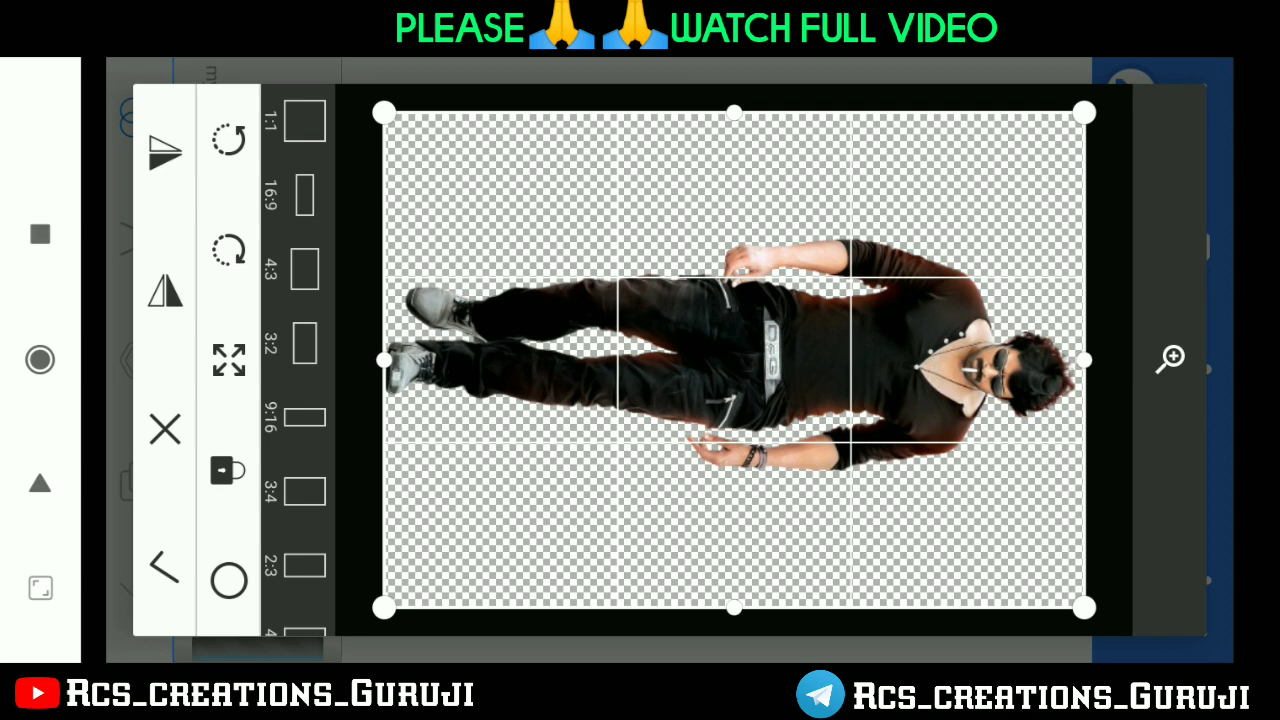 PLEASE🙏🙏WATCH FULL VIDEO
m
1:1
16:9
4:3
3:2
9:16
3:4
2:3
4
D&G
Rcs_creations_Guruji
Rcs_creations_Guruji